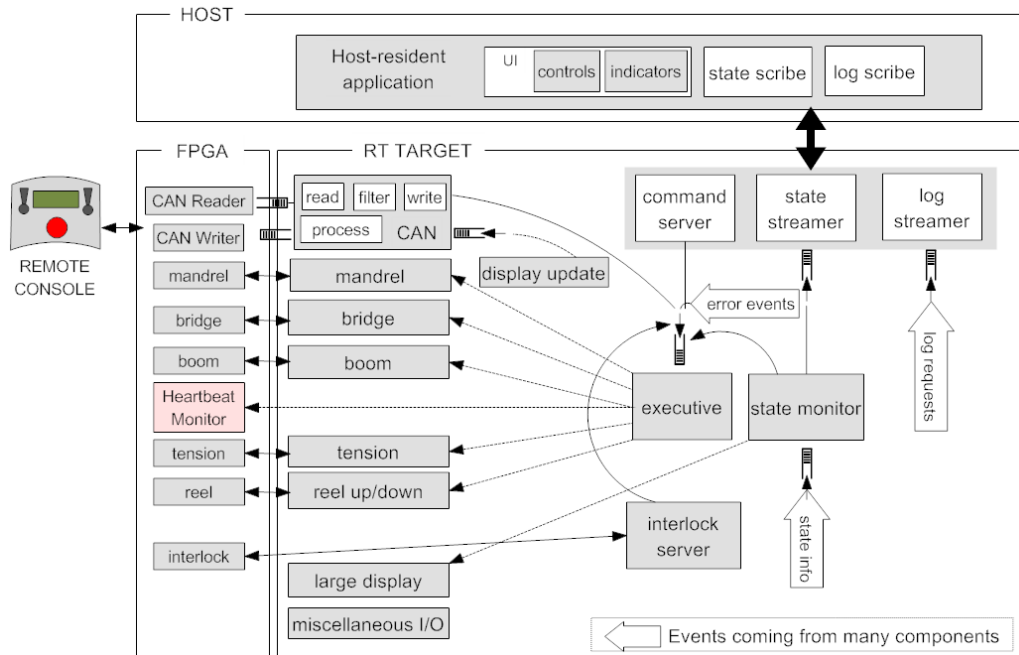 HOST
Host-resident
application
UI
controls
indicators
state scribe
log scribe
FPGA
RT TARGET
CAN Reader
CAN Writer
mandrel
bridge
boom
Heartbeat
Monitor
tension
reel
interlock
REMOTE
CONSOLE
read
filter
write
process
CAN
display update
mandrel
bridge
boom
tension
reel up/down
large display
miscellaneous I/O
command
server
state
streamer
log
streamer
error events
executive
state monitor
log requests
interlock
server
state info
Events coming from many components